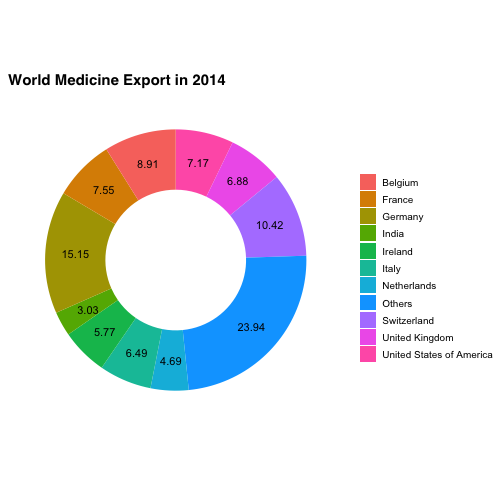 World Medicine Export in 2014
8.91
7.17
7.55
6.88
10.42
15.15
3.03
5.77
23.94
6.49
4.69
Belgium
France
Germany
India
Ireland
Italy
Netherlands
Others
Switzerland
United Kingdom
United States of America